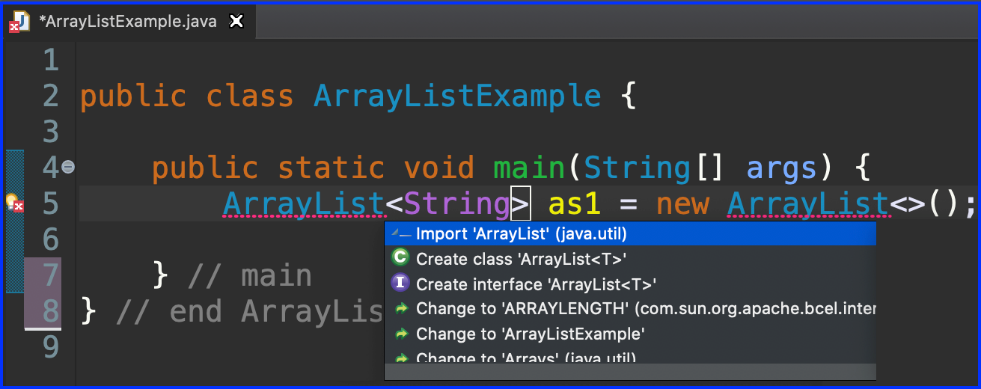 *ArrayListExample.java
1
2 public class ArrayListExample {
3
4 public static void main(String[] args) {
5 ArrayList<String> as1 = new ArrayList<>();
6
7 } // main
8 } // end ArrayLis
9
Import 'ArrayList' (java.util)
C Create class 'ArrayList<T>'
I Create interface 'ArrayList<T>'
Change to 'ARRAYLENGTH' (com.sun.org.apache.bcel.inter
Change to 'ArrayListExample'
Change to 'Arrays' (java.util)